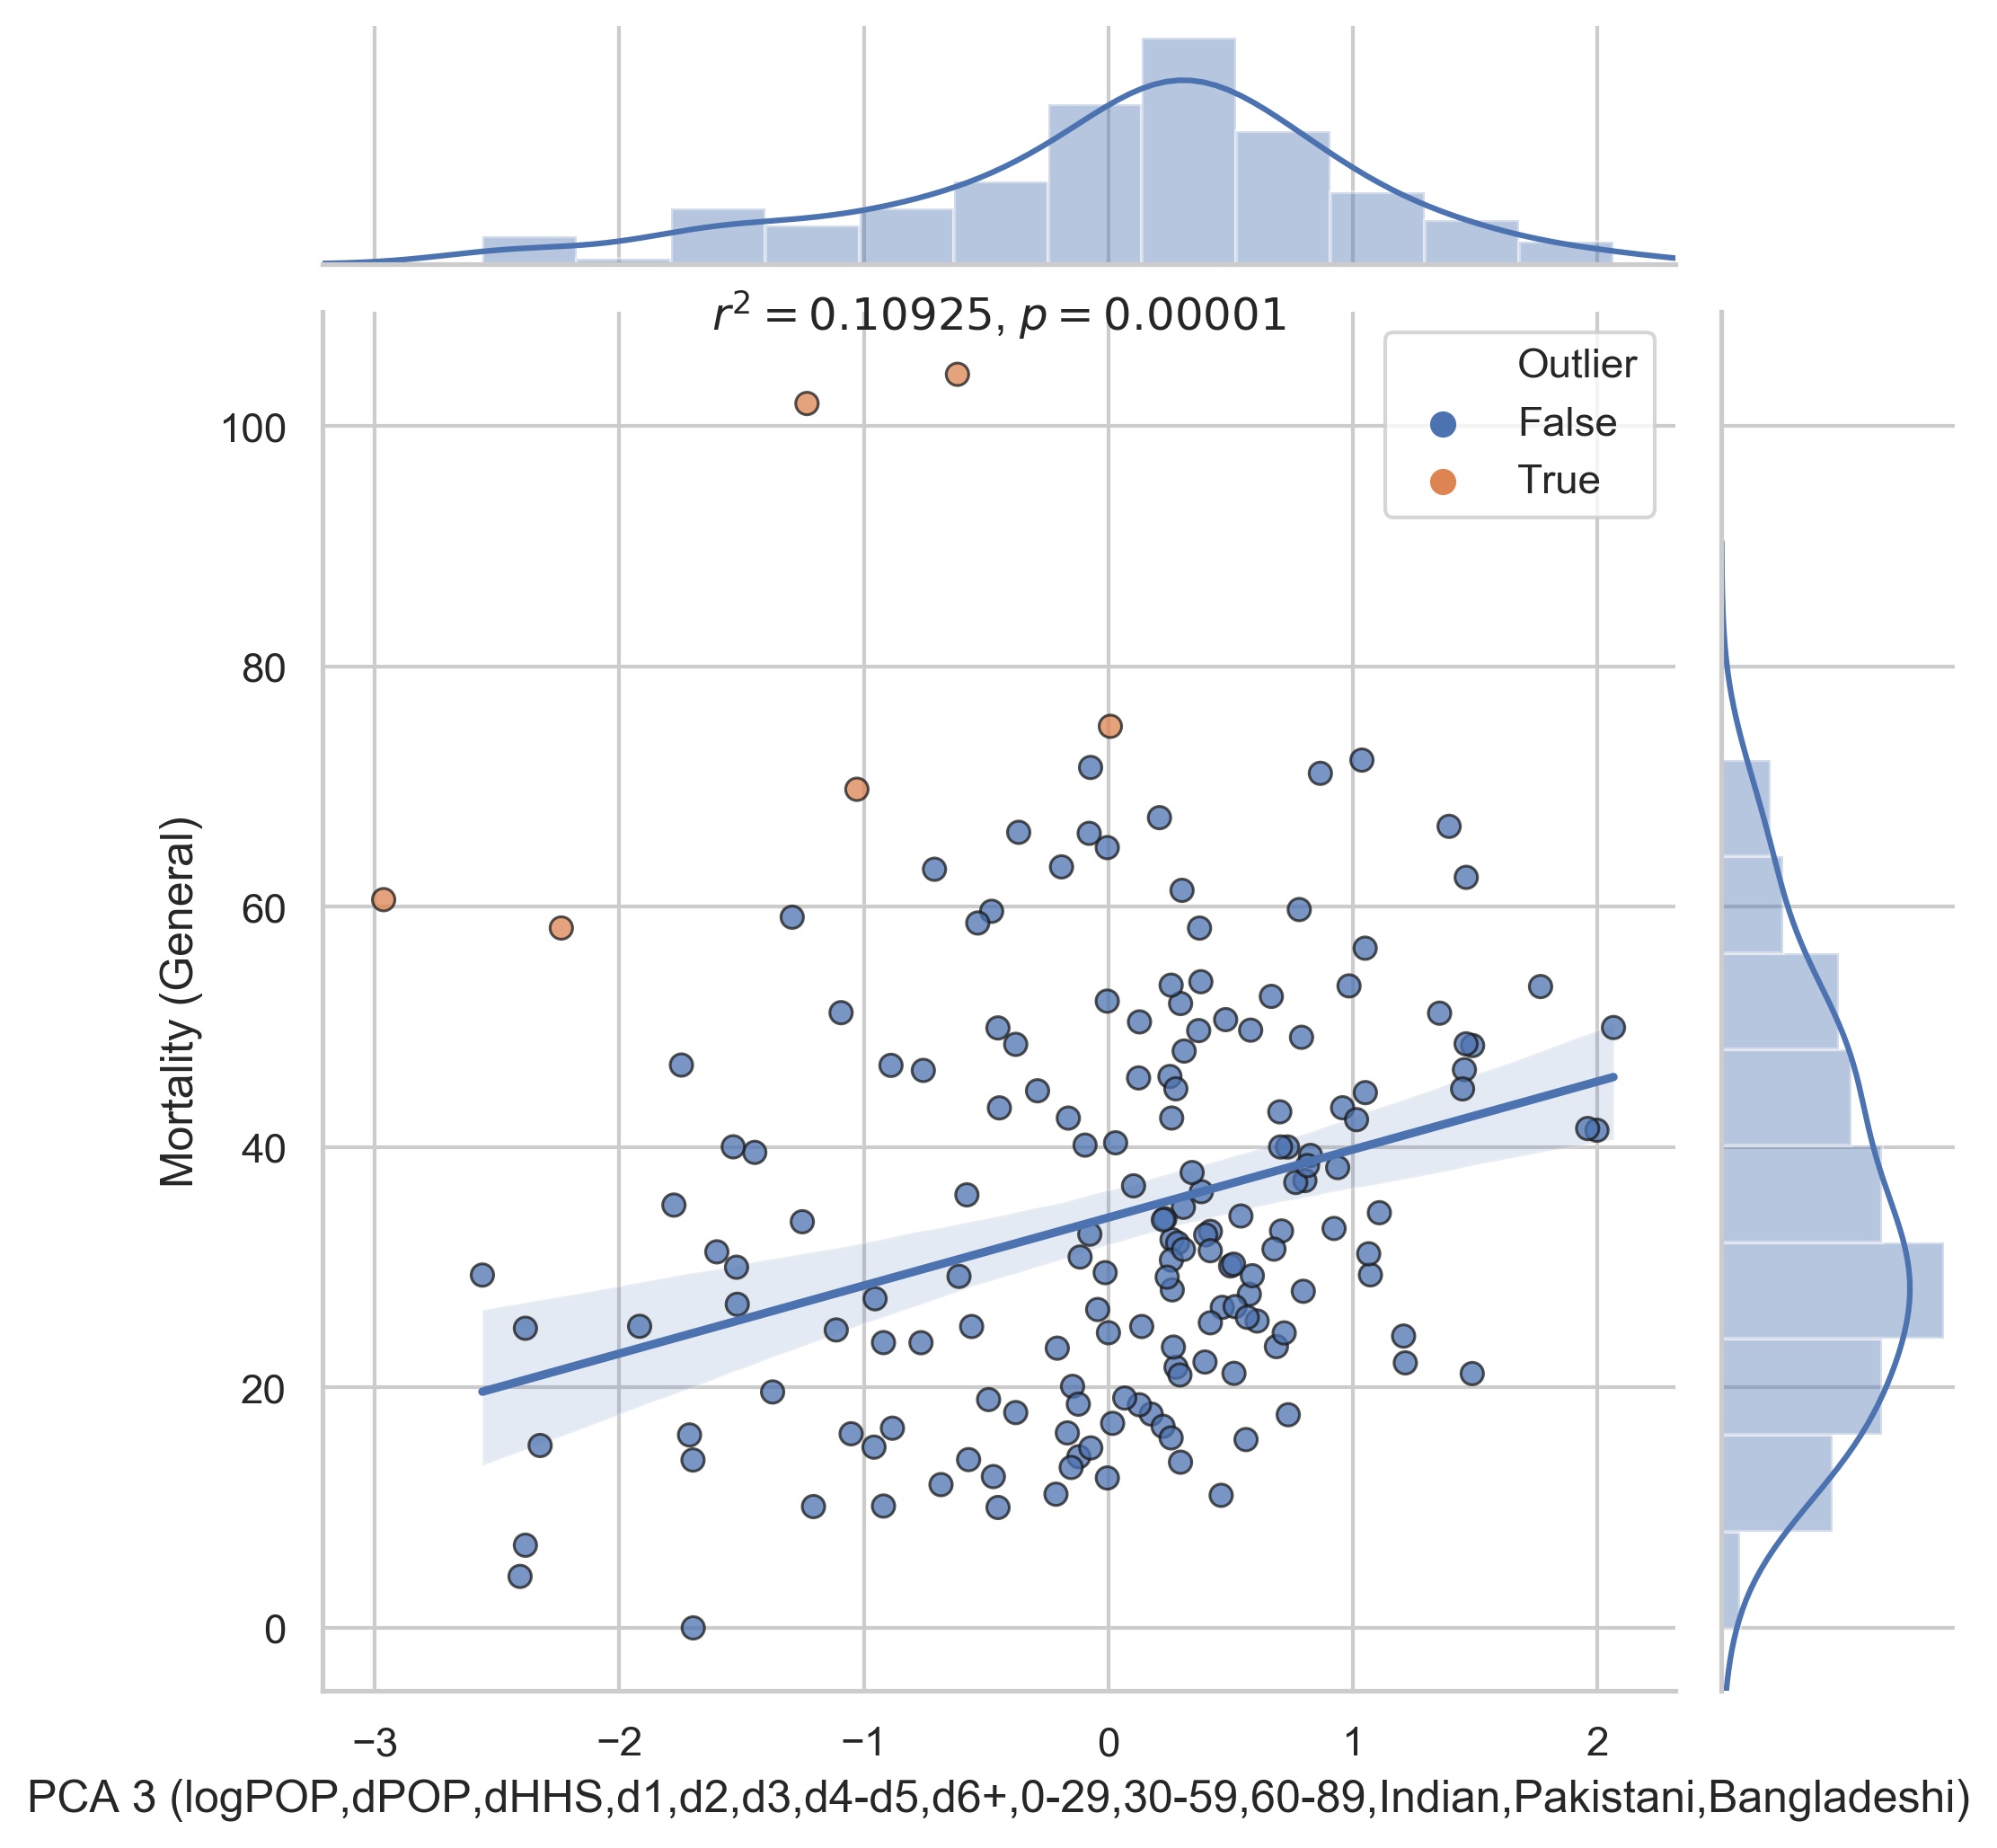 r² = 0.10925, p = 0.00001
Outlier
False
True
100
80
60
40
20
0
Mortality (General)
−3 −2 −1 0 1 2
PCA 3 (logPOP,dPOP,dHHS,d1,d2,d3,d4-d5,d6+,0-29,30-59,60-89,Indian,Pakistani,Bangladeshi)